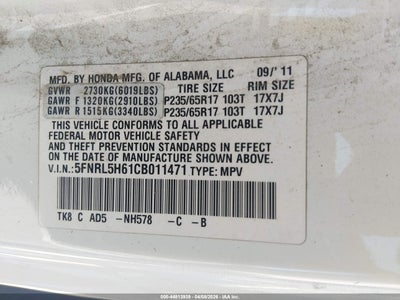 MFD. BY HONDA MFG. OF ALABAMA, LLC 09/'11
GVWR 2730KG(6019LBS) TIRE SIZE RIM SIZE
GAWR F 1320KG(2910LBS) P235/65R17 103T 17X7J
GAWR R 1515KG(3340LBS) P235/65R17 103T 17X7J
THIS VEHICLE CONFORMS TO ALL APPLICABLE
FEDERAL MOTOR VEHICLE SAFETY
AND THEFT PREVENTION STANDARDS IN EFFECT
ON THE DATE OF MANUFACTURE SHOWN ABOVE.
V.I.N.:5FNRL5H61CB011471 TYPE: MPV
TK8 C AD5 -NH578 -C -B